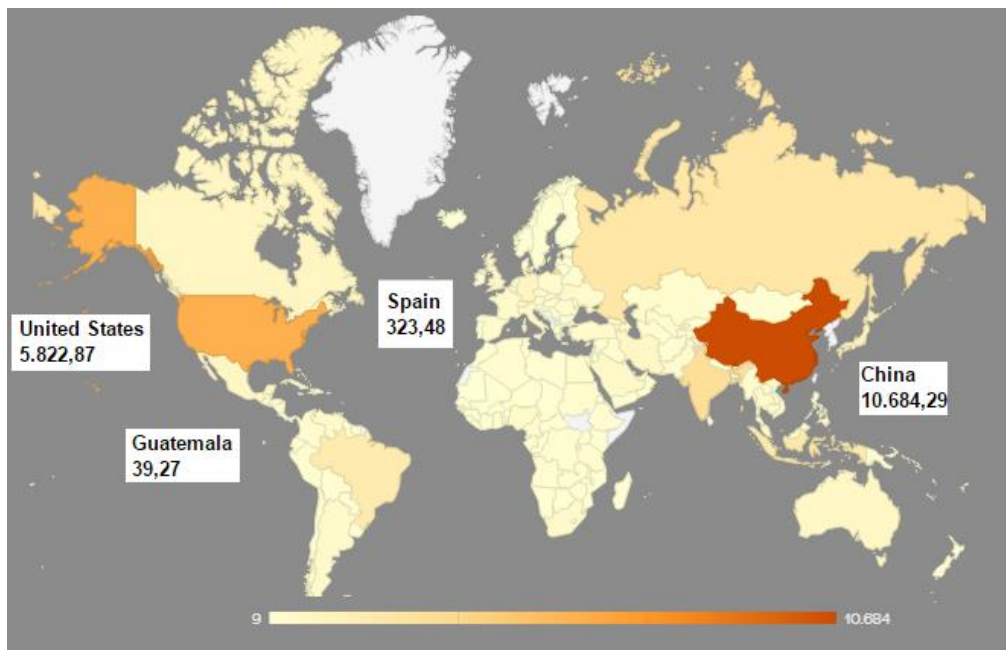 Spain
323,48
United States
5.822,87
China
10.684,29
Guatemala
39,27
9
10.684